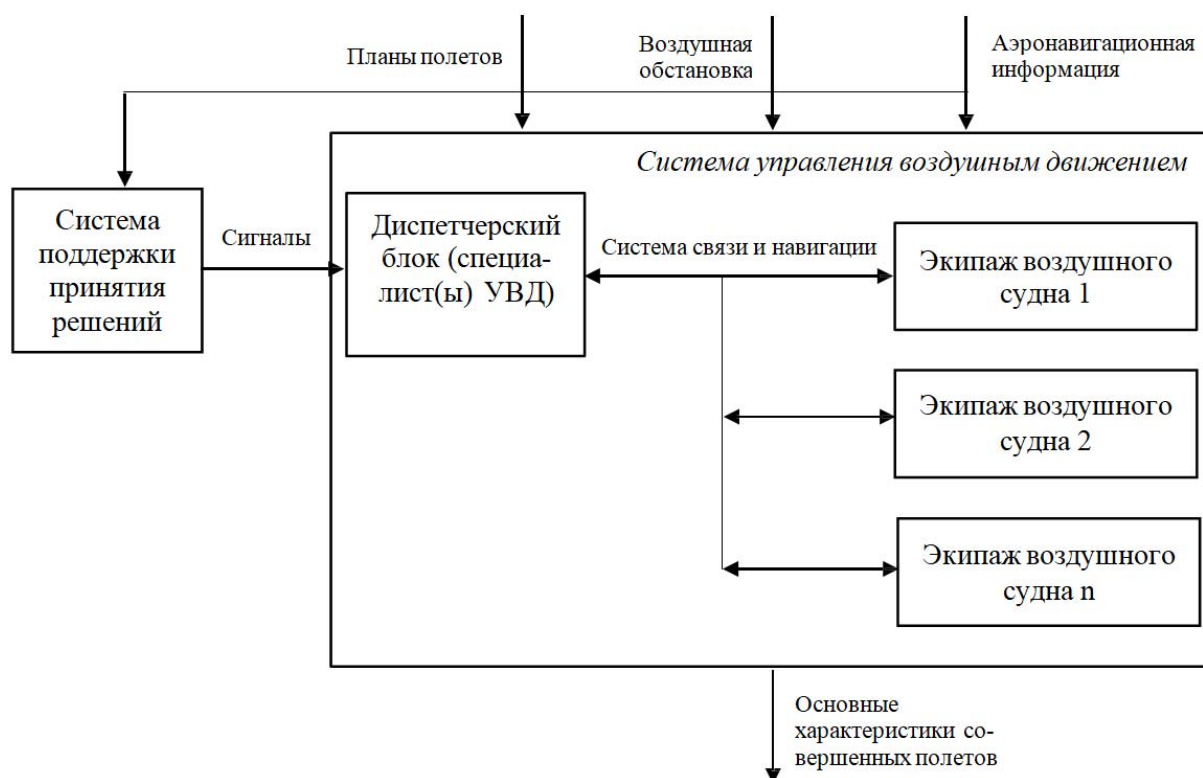 Планы полетов
Воздушная
обстановка
Аэронавигационная
информация
Система управления воздушным движением
Система
поддержки
принятия
решений
Сигналы
Диспетчерский
блок (специа-
лист(ы) УВД)
Система связи и навигации
Экипаж воздушного
судна 1
Экипаж воздушного
судна 2
Экипаж воздушного
судна n
Основные
характеристики со-
вершенных полетов